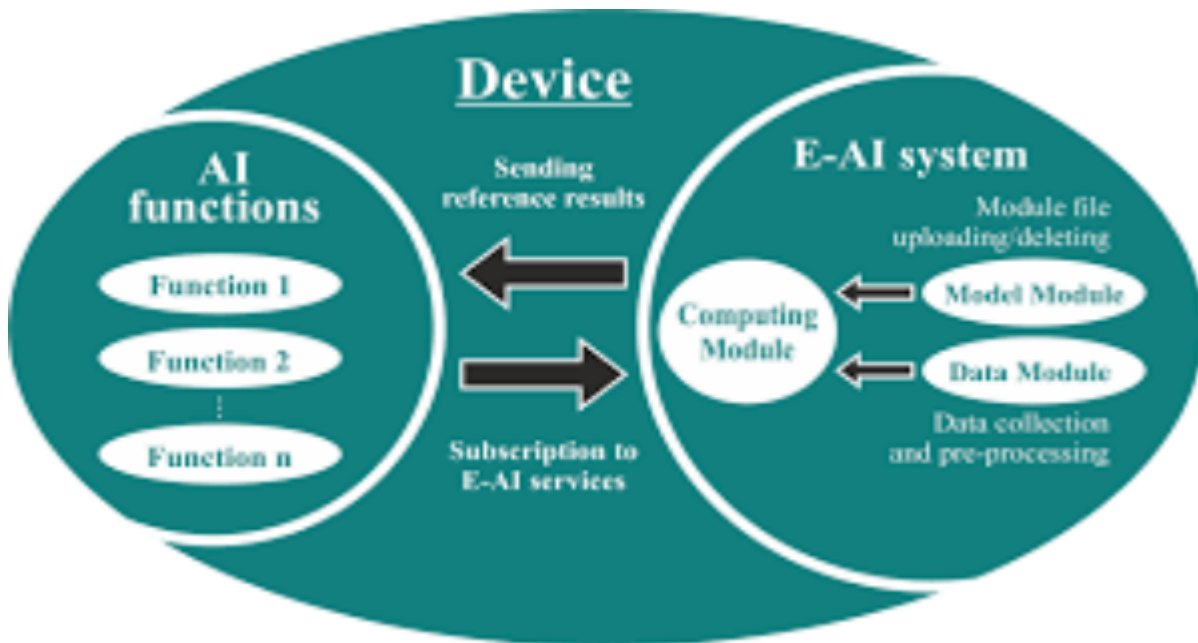 Device
AI
functions
Function 1
Function 2
Function n
Sending
reference results
Subscription to
E-AI services
E-AI system
Module file
uploading/deleting
Computing
Module
Model Module
Data Module
Data collection
and pre-processing